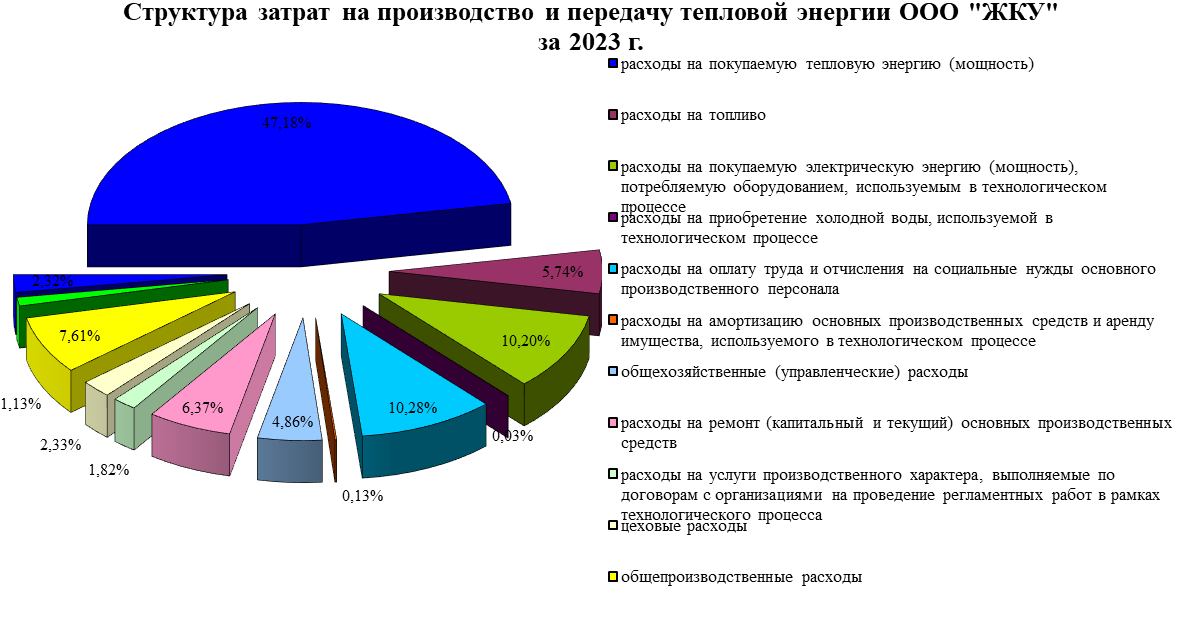 Структура затрат на производство и передачу тепловой энергии ООО "ЖКУ"
за 2023 г.
47,18%
5,74%
10,20%
0,03%
10,28%
0,13%
4,86%
6,37%
1,82%
2,33%
7,61%
1,13%
2,32%
расходы на покупаемую тепловую энергию (мощность)
расходы на топливо
расходы на покупаемую электрическую энергию (мощность),
потребляемую оборудованием, используемым в технологическом
процессе
расходы на приобретение холодной воды, используемой в
технологическом процессе
расходы на оплату труда и отчисления на социальные нужды основного
производственного персонала
расходы на амортизацию основных производственных средств и аренду
имущества, используемого в технологическом процессе
общехозяйственные (управленческие) расходы
расходы на ремонт (капитальный и текущий) основных производственных
средств
расходы на услуги производственного характера, выполняемые по
договорам с организациями на проведение регламентных работ в рамках
технологического процесса
цеховые расходы
общепроизводственные расходы